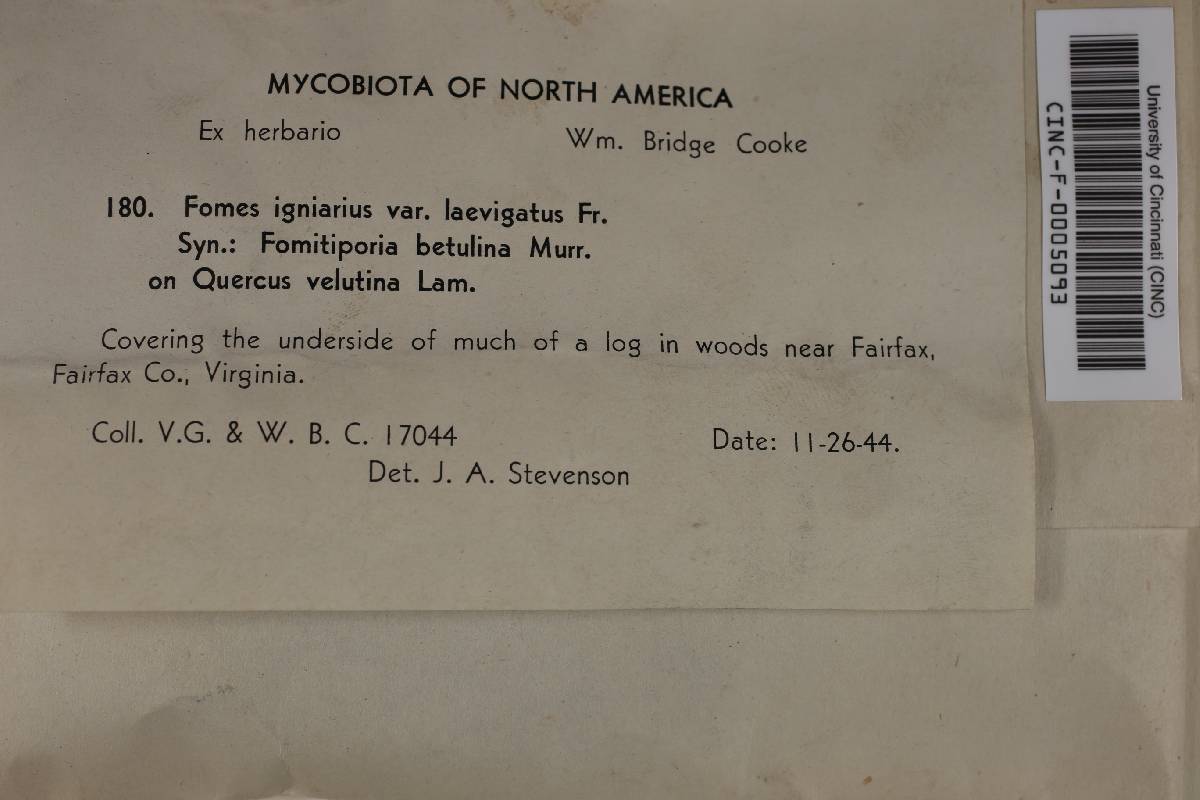 MYCOBIOTA OF NORTH AMERICA
Ex herbario Wm. Bridge Cooke
180. Fomes igniarius var. laevigatus Fr.
Syn.: Fomitiporia betulina Murr.
on Quercus velutina Lam.
Covering the underside of much of a log in woods near Fairfax,
Fairfax Co., Virginia.
Coll. V.G. & W. B. C. 17044 Date: 11-26-44.
Det. J. A. Stevenson
University of Cincinnati (CINC)
CINC-F-0005093